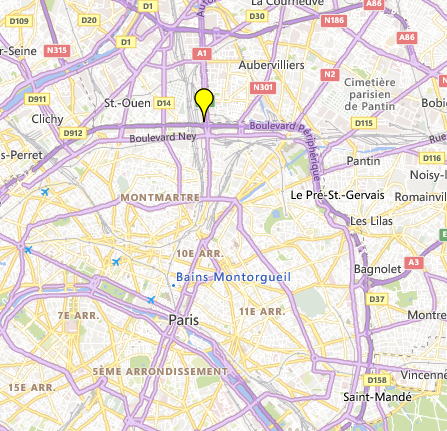 La Courneuve
D109
D20
D30
N186
A86
D1
D1
A1
A86
r-Seine
N315
Aubervilliers
N2
Cimetière
parisien
de Pantin
D911
St.-Ouen
D14
N301
Bobi
Clichy
D115
D912
Boulevard Ney
Boulevard Périphérique
Rue
s-Perret
Pantin
D116
Noisy-l
Le Pré-St.-Gervais
Romainvil
MONTMARTRE
Les Lilas
10E ARR.
Bagnolet
A3
Bains Montorgueil
D37
7E ARR.
Paris
11E ARR.
Montre
5ÈME ARRONDISSEMENT
Vincenn
D158
15E ARR.
Saint-Mandé